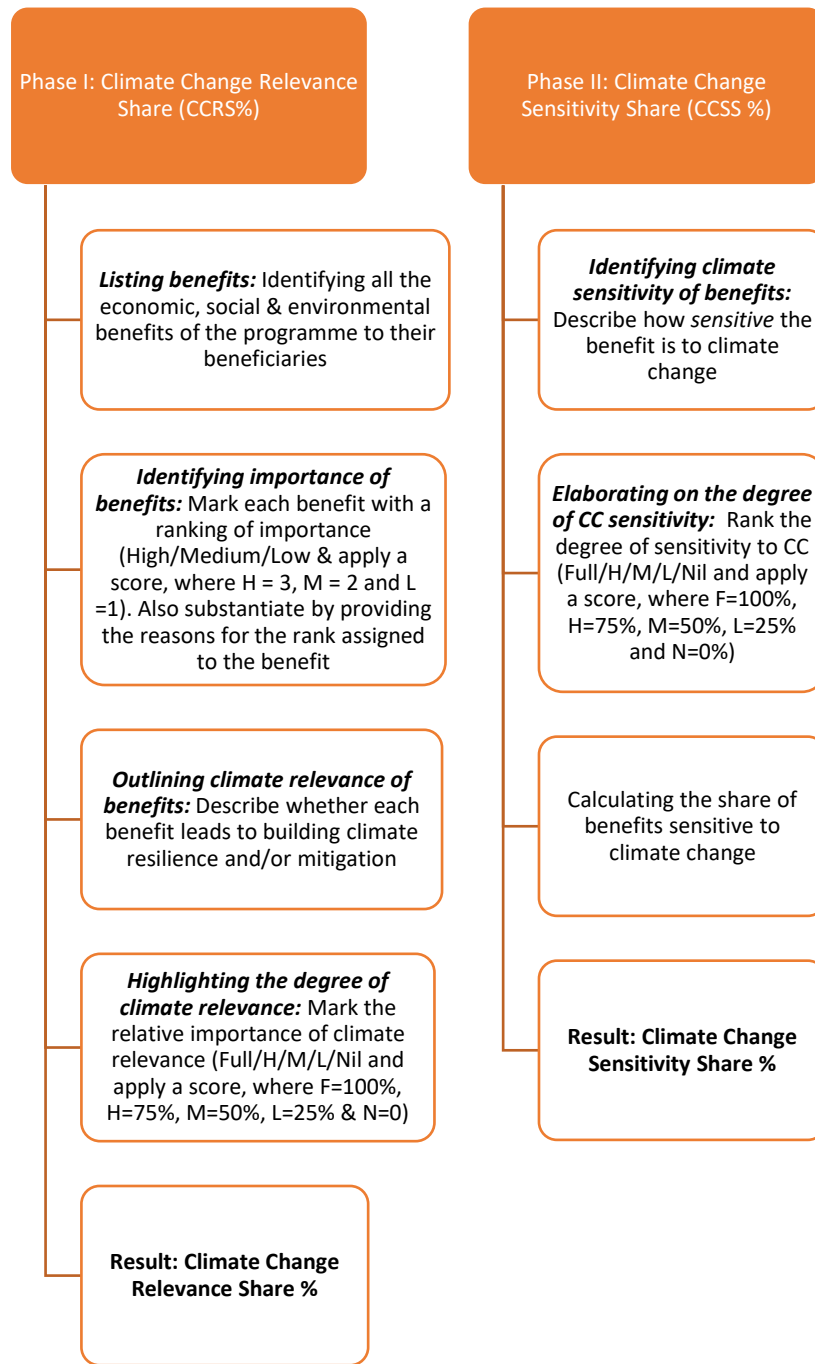 Phase I: Climate Change Relevance
Share (CCRS%)
Listing benefits: Identifying all the
economic, social & environmental
benefits of the programme to their
beneficiaries
Identifying importance of
benefits: Mark each benefit with a
ranking of importance
(High/Medium/Low & apply a
score, where H = 3, M = 2 and L
=1). Also substantiate by providing
the reasons for the rank assigned
to the benefit
Outlining climate relevance of
benefits: Describe whether each
benefit leads to building climate
resilience and/or mitigation
Highlighting the degree of
climate relevance: Mark the
relative importance of climate
relevance (Full/H/M/L/Nil and
apply a score, where F=100%,
H=75%, M=50%, L=25% & N=0)
Result: Climate Change
Relevance Share %
Phase II: Climate Change
Sensitivity Share (CCSS %)
Identifying climate
sensitivity of benefits:
Describe how sensitive the
benefit is to climate
change
Elaborating on the degree
of CC sensitivity: Rank the
degree of sensitivity to CC
(Full/H/M/L/Nil and apply
a score, where F=100%,
H=75%, M=50%, L=25%
and N=0%)
Calculating the share of
benefits sensitive to
climate change
Result: Climate Change
Sensitivity Share %